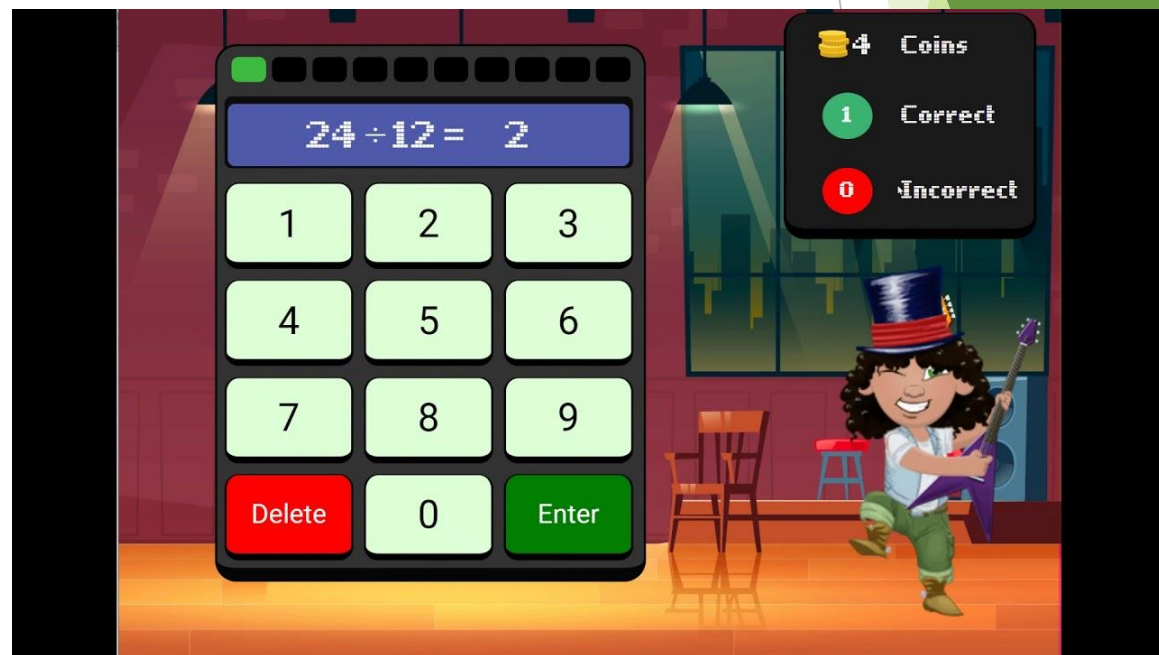 4 Coins
1 Correct
0 Incorrect
24÷12= 2
1 2 3
4 5 6
7 8 9
Delete 0 Enter